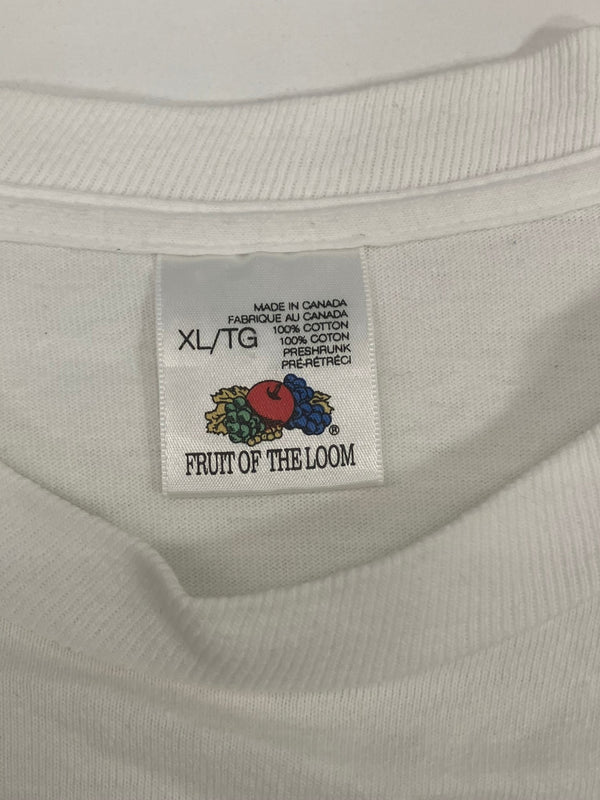 MADE IN CANADA
FABRIQUE AU CANADA
XL/TG
100% COTTON
100% COTON
PRESHRUNK
PRÉ-RÉTRÉCI
®
FRUIT OF THE LOOM